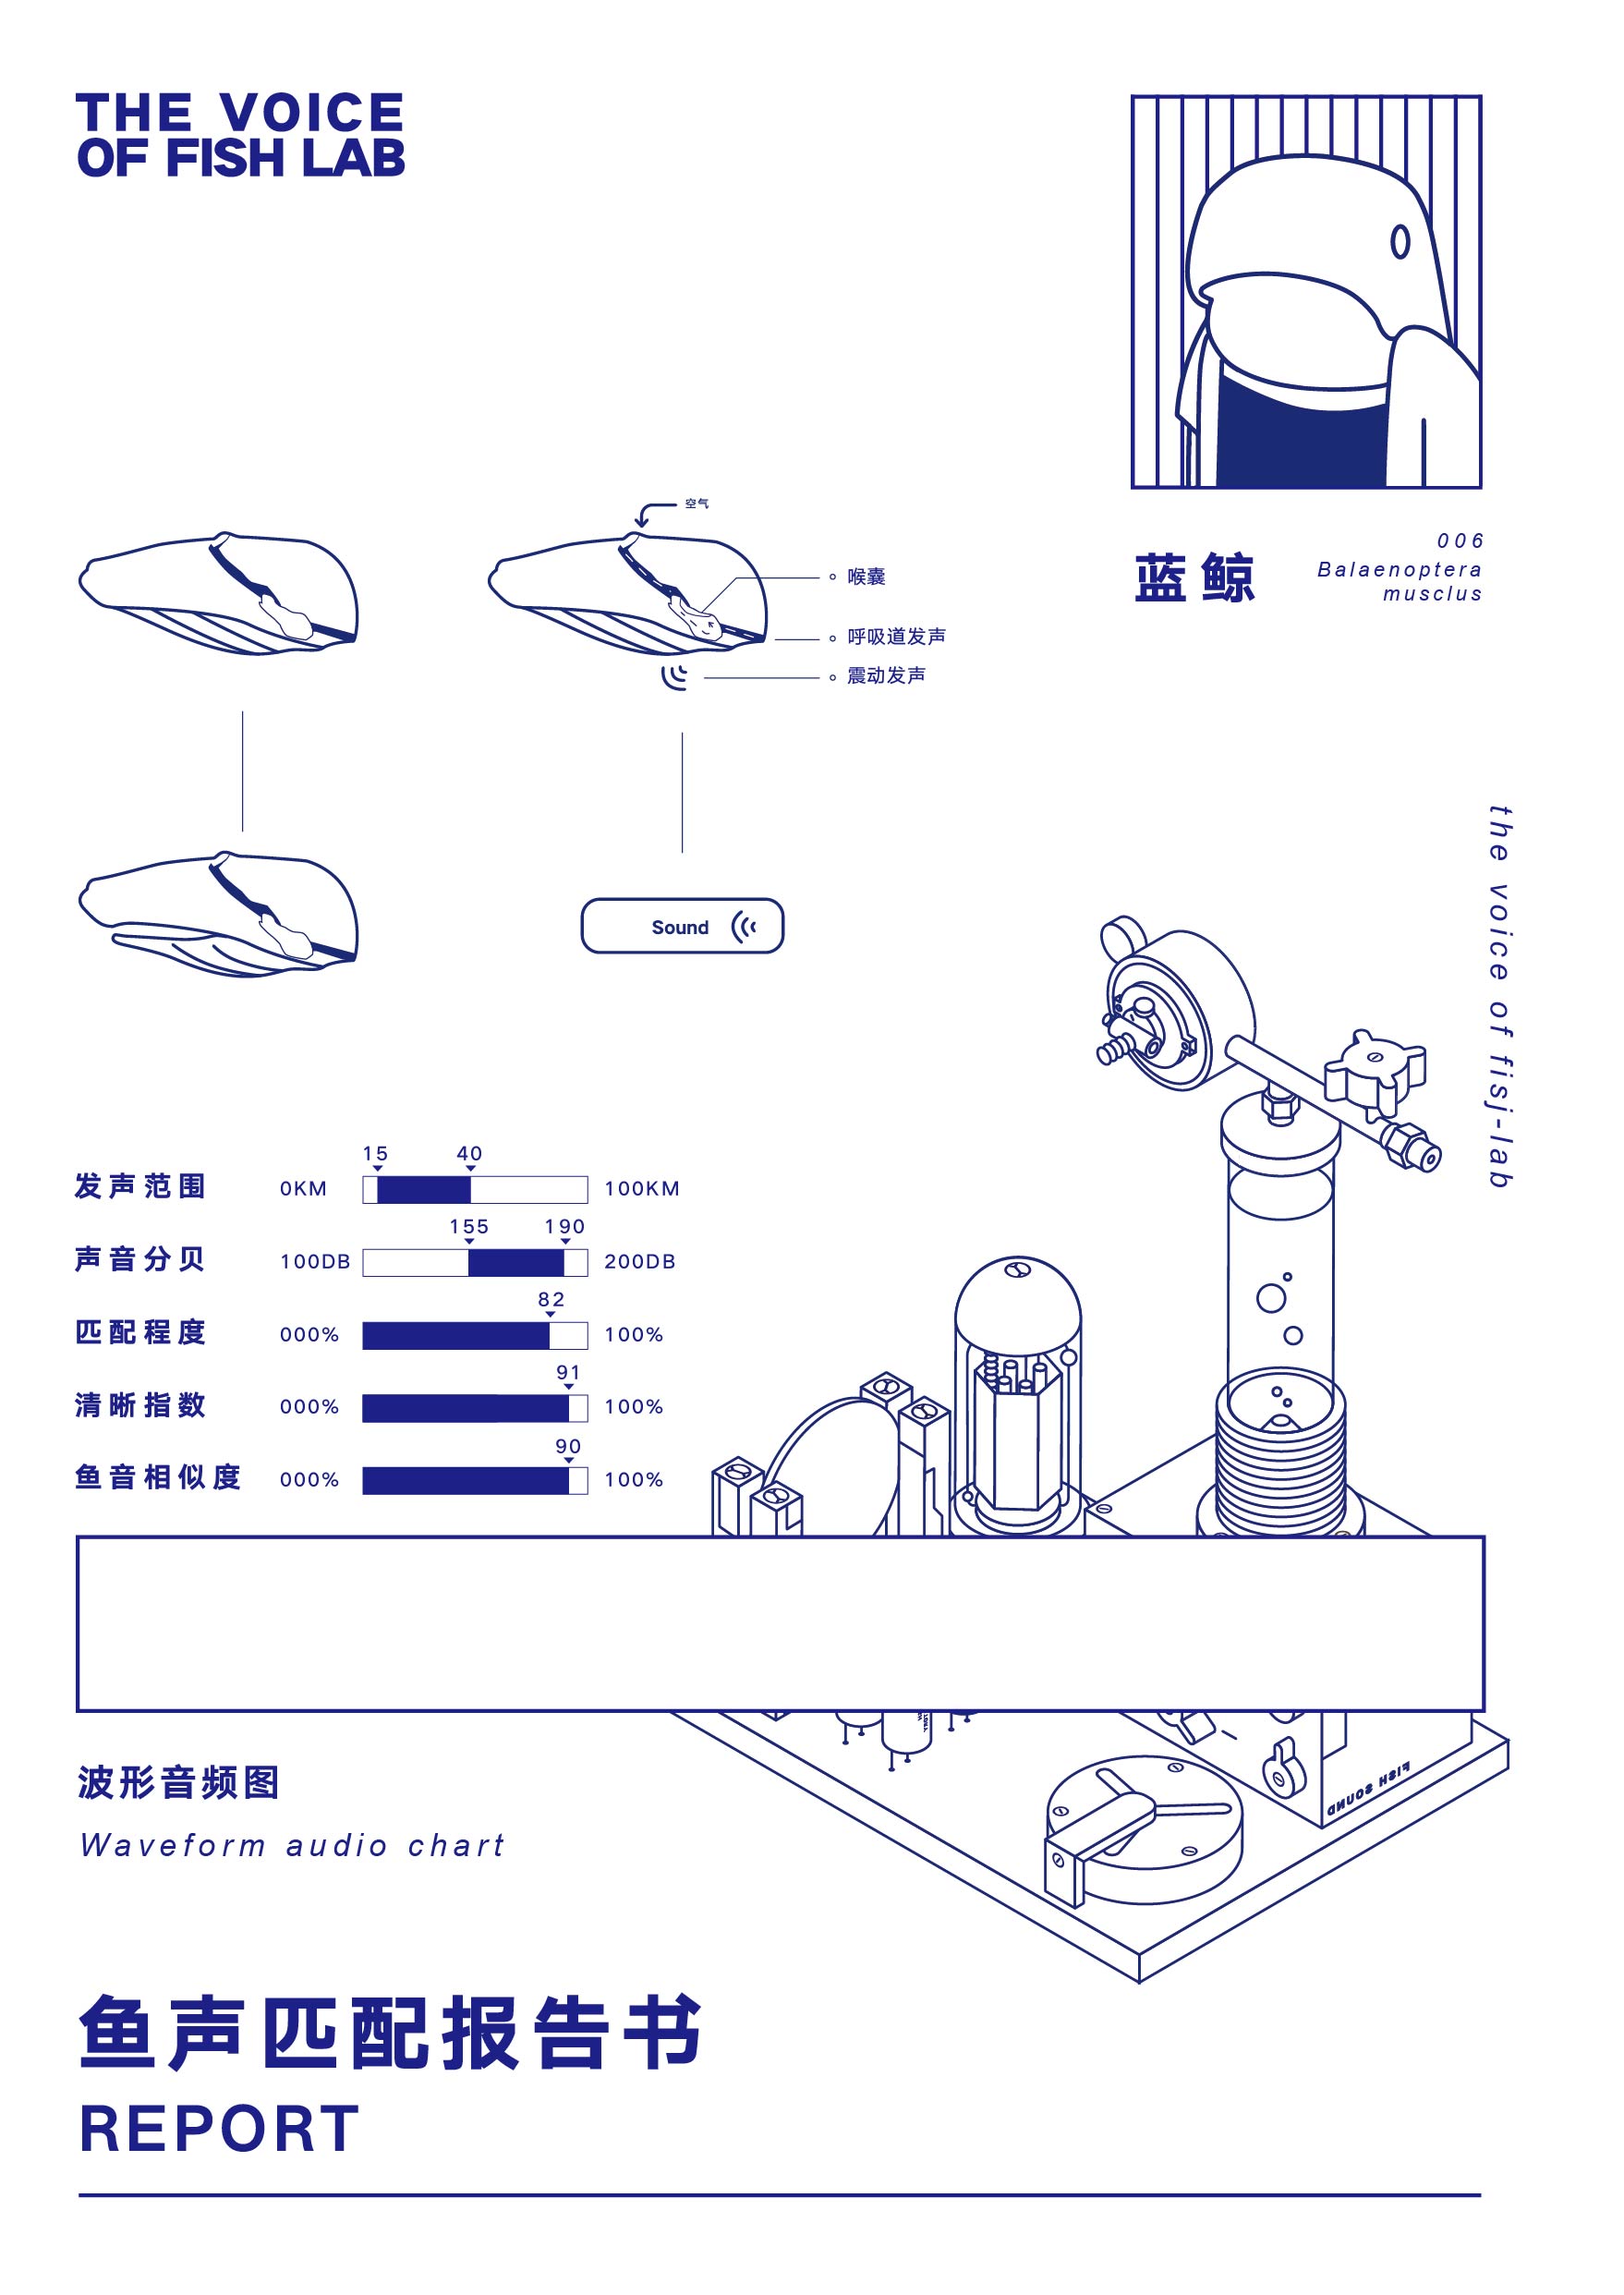 THE VOICE
OF FISH LAB
蓝鲸
006
Balaenoptera
musclus
空气
喉囊
呼吸道发声
震动发声
Sound
the voice of fisj-lab
15 40
发声范围 0KM 100KM
155 190
声音分贝 100DB 200DB
82
匹配程度 000% 100%
91
清晰指数 000% 100%
90
鱼音相似度 000% 100%
FISH SOUND
波形音频图
Waveform audio chart
鱼声匹配报告书
REPORT